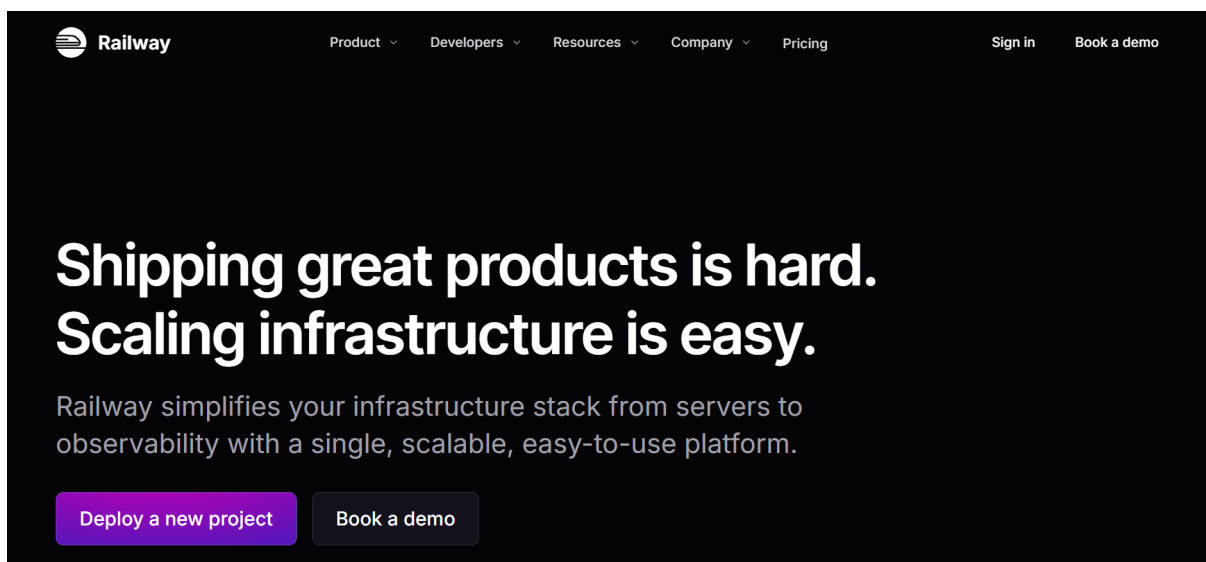 Railway
Product
Developers
Resources
Company
Pricing
Sign in
Book a demo
Shipping great products is hard.
Scaling infrastructure is easy.
Railway simplifies your infrastructure stack from servers to
observability with a single, scalable, easy-to-use platform.
Deploy a new project
Book a demo